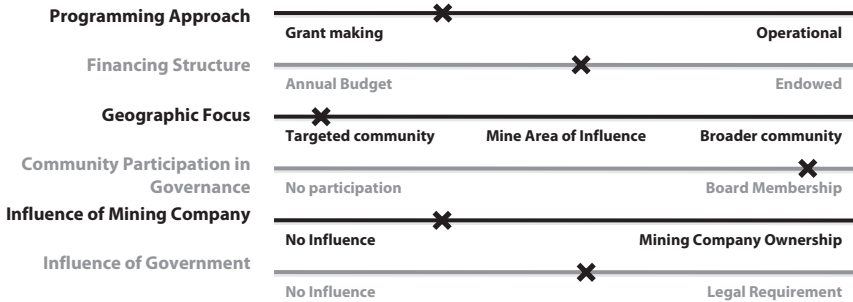 Programming Approach
Grant making Operational
Financing Structure
Annual Budget Endowed
Geographic Focus
Targeted community Mine Area of Influence Broader community
Community Participation in
Governance
No participation Board Membership
Influence of Mining Company
No Influence Mining Company Ownership
Influence of Government
No Influence Legal Requirement